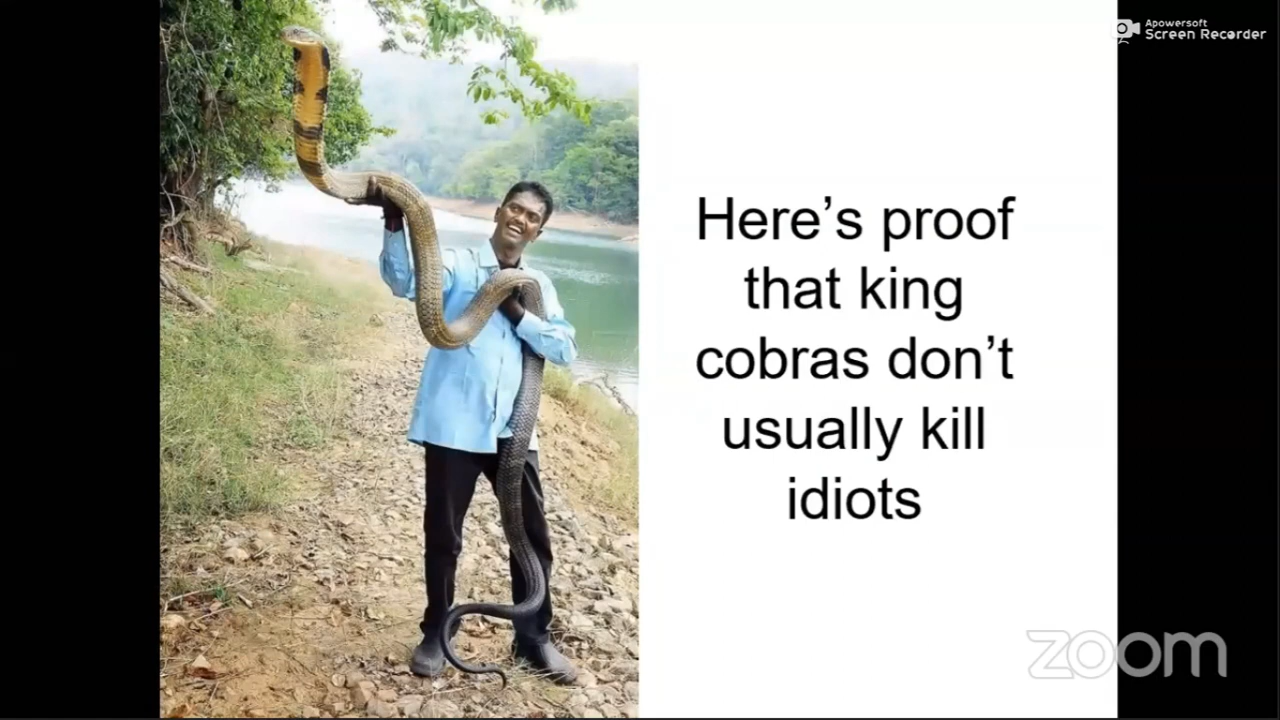 Apowersoft
Screen Recorder
Here’s proof
that king
cobras don’t
usually kill
idiots
zoom